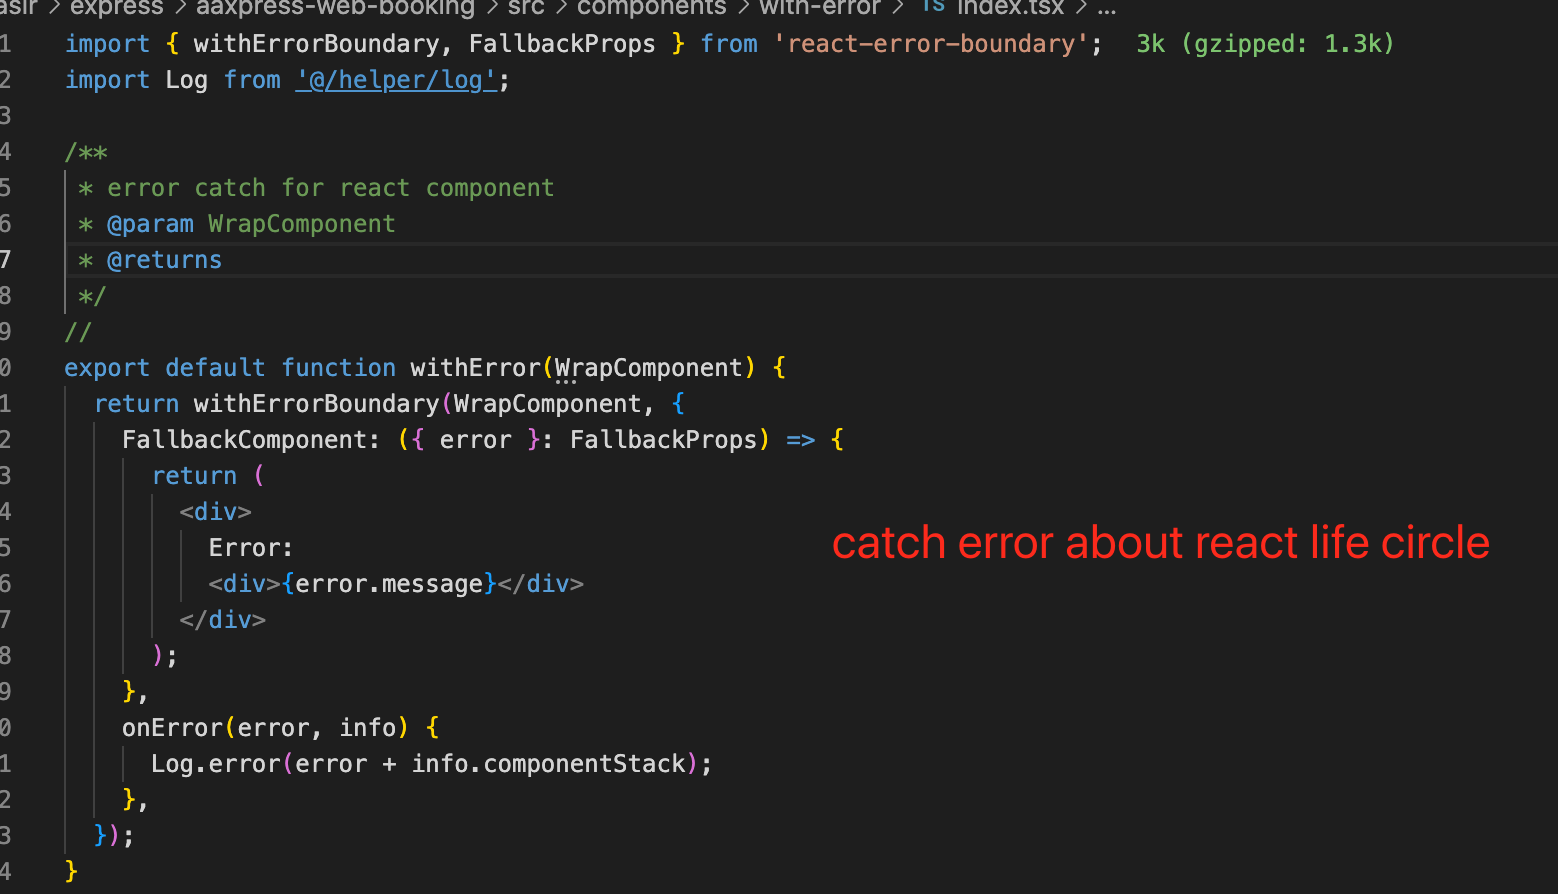 asir > express > aaxpress-web-booking > src > components > with-error > TS index.tsx > ...
1 import { withErrorBoundary, FallbackProps } from 'react-error-boundary'; 3k (gzipped: 1.3k)
2 import Log from '@/helper/log';
3
4 /**
5 * error catch for react component
6 * @param WrapComponent
7 * @returns
8 */
9 //
0 export default function withError(WrapComponent) {
1 return withErrorBoundary(WrapComponent, {
2 FallbackComponent: ({ error }: FallbackProps) => {
3 return (
4 <div>
5 Error:
catch error about react life circle
6 <div>{error.message}</div>
7 </div>
8 );
9 },
0 onError(error, info) {
1 Log.error(error + info.componentStack);
2 },
3 });
4 }